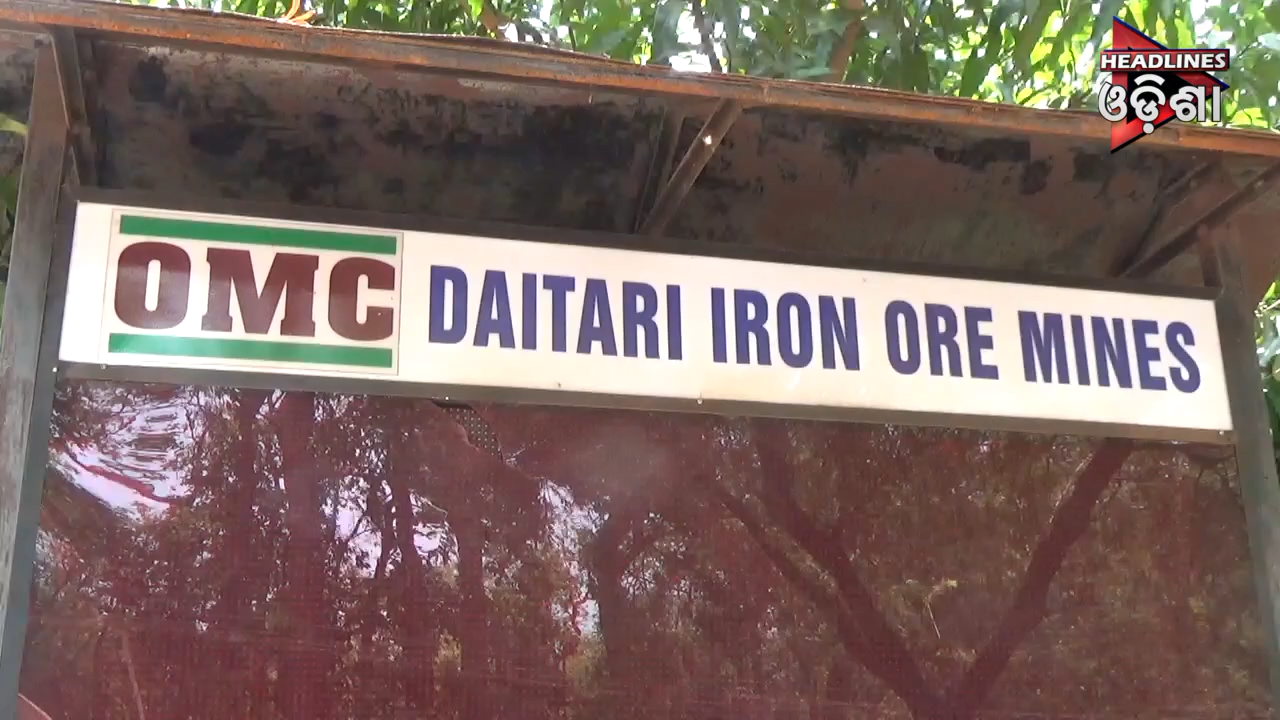 HEADLINES
ଓଡ଼ିଶା
OMC DAITARI IRON ORE MINES